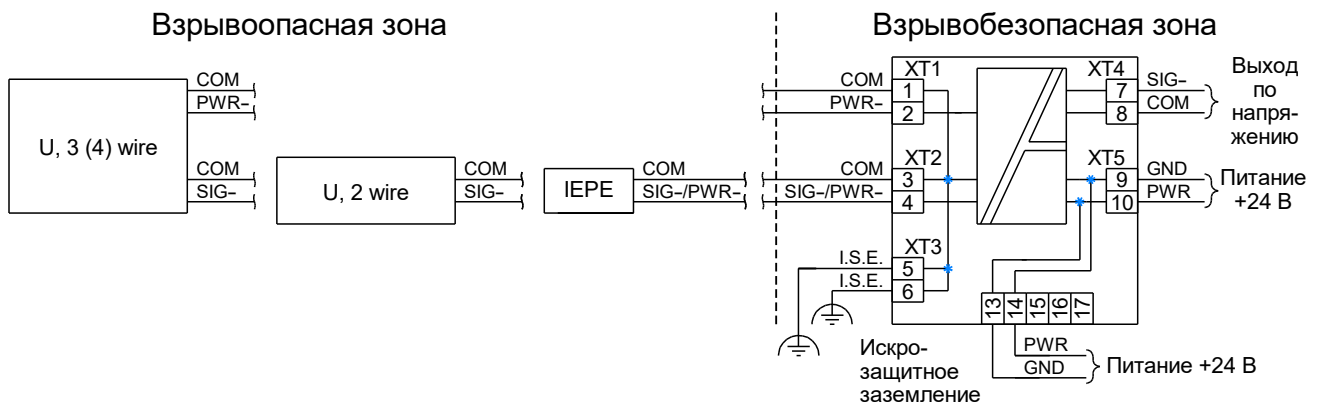 Взрывоопасная зона
Взрывобезопасная зона
U, 3 (4) wire
COM
PWR–
COM
SIG–
U, 2 wire
COM
SIG–
IEPE
COM
SIG–/PWR–
COM
PWR–
COM
SIG–/PWR–
I.S.E.
I.S.E.
XT1
1
2
XT2
3
4
XT3
5
6
XT4
7
8
XT5
9
10
SIG–
COM
GND
PWR
Выход
по
напря-
жению
Питание
+24 В
13
14
15
16
17
PWR
GND
Питание +24 В
Искро-
защитное
заземление